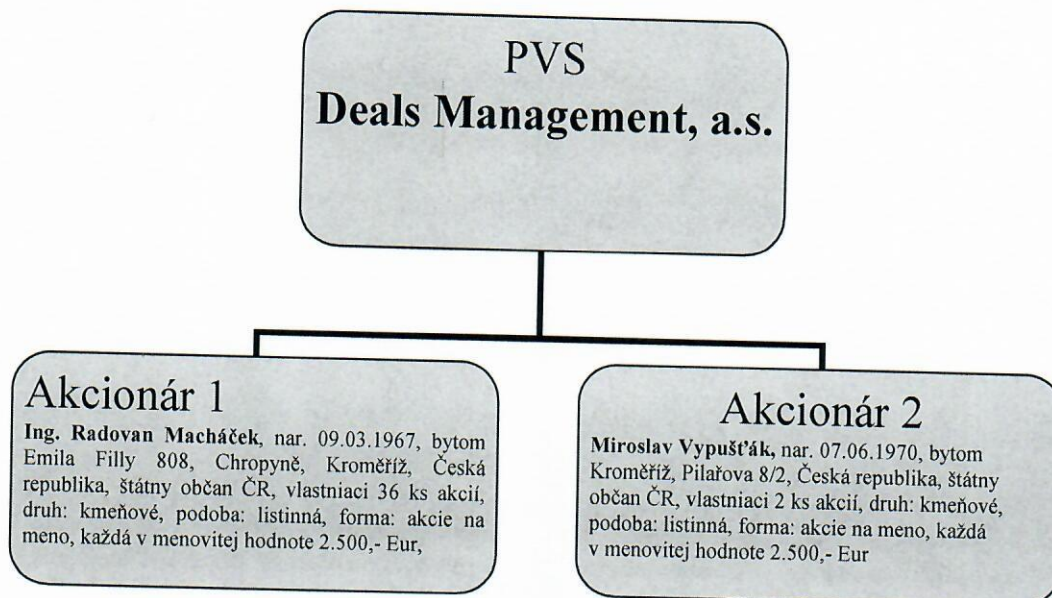 PVS
Deals Management, a.s.
Akcionár 1
Ing. Radovan Macháček, nar. 09.03.1967, bytom
Emila Filly 808, Chropyně, Kroměříž, Česká
republika, štátny občan ČR, vlastniaci 36 ks akcií,
druh: kmeňové, podoba: listinná, forma: akcie na
meno, každá v menovitej hodnote 2.500,- Eur,
Akcionár 2
Miroslav Vypušťák, nar. 07.06.1970, bytom
Kroměříž, Pilařova 8/2, Česká republika, štátny
občan ČR, vlastniaci 2 ks akcií, druh: kmeňové,
podoba: listinná, forma: akcie na meno, každá
v menovitej hodnote 2.500,- Eur